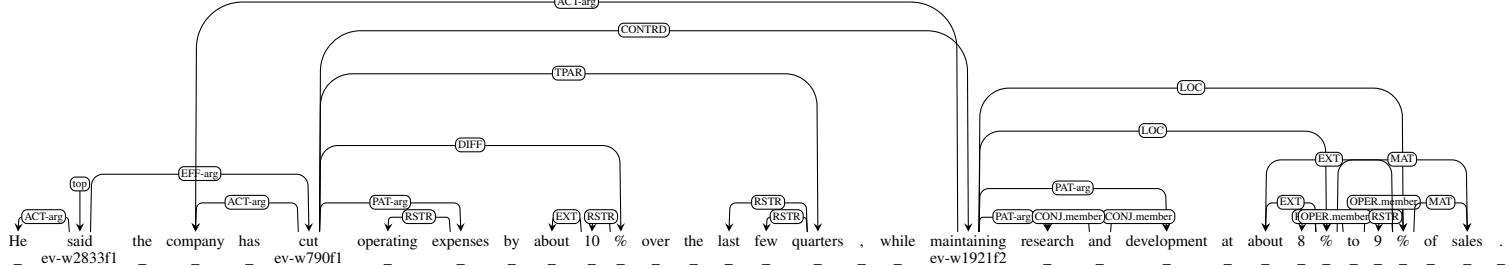 ACT-arg
CONTRD
TPAR
LOC
DIFF LOC
EXT MAT
EFF-arg
top PAT-arg
ACT-arg PAT-arg RSTR EXT OPER.member MAT
ACT-arg RSTR EXT RSTR RSTR PAT-arg CONJ.member CONJ.member OPER.member RSTR
He said the company has cut operating expenses by about 10 % over the last few quarters , while maintaining research and development at about 8 % to 9 % of sales .
_ ev-w2833f1 _ _ _ ev-w790f1 _ _ _ _ _ _ _ _ _ _ _ _ _ ev-w1921f2 _ _ _ _ _ _ _ _ _ _ _ _ _